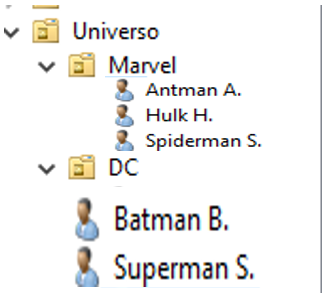 Universo
Marvel
Antman A.
Hulk H.
Spiderman S.
DC
Batman B.
Superman S.